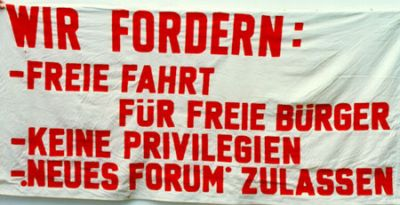 WIR FORDERN:
-FREIE FAHRT
FÜR FREIE BÜRGER
-KEINE PRIVILEGIEN
-"NEUES FORUM" ZULASSEN